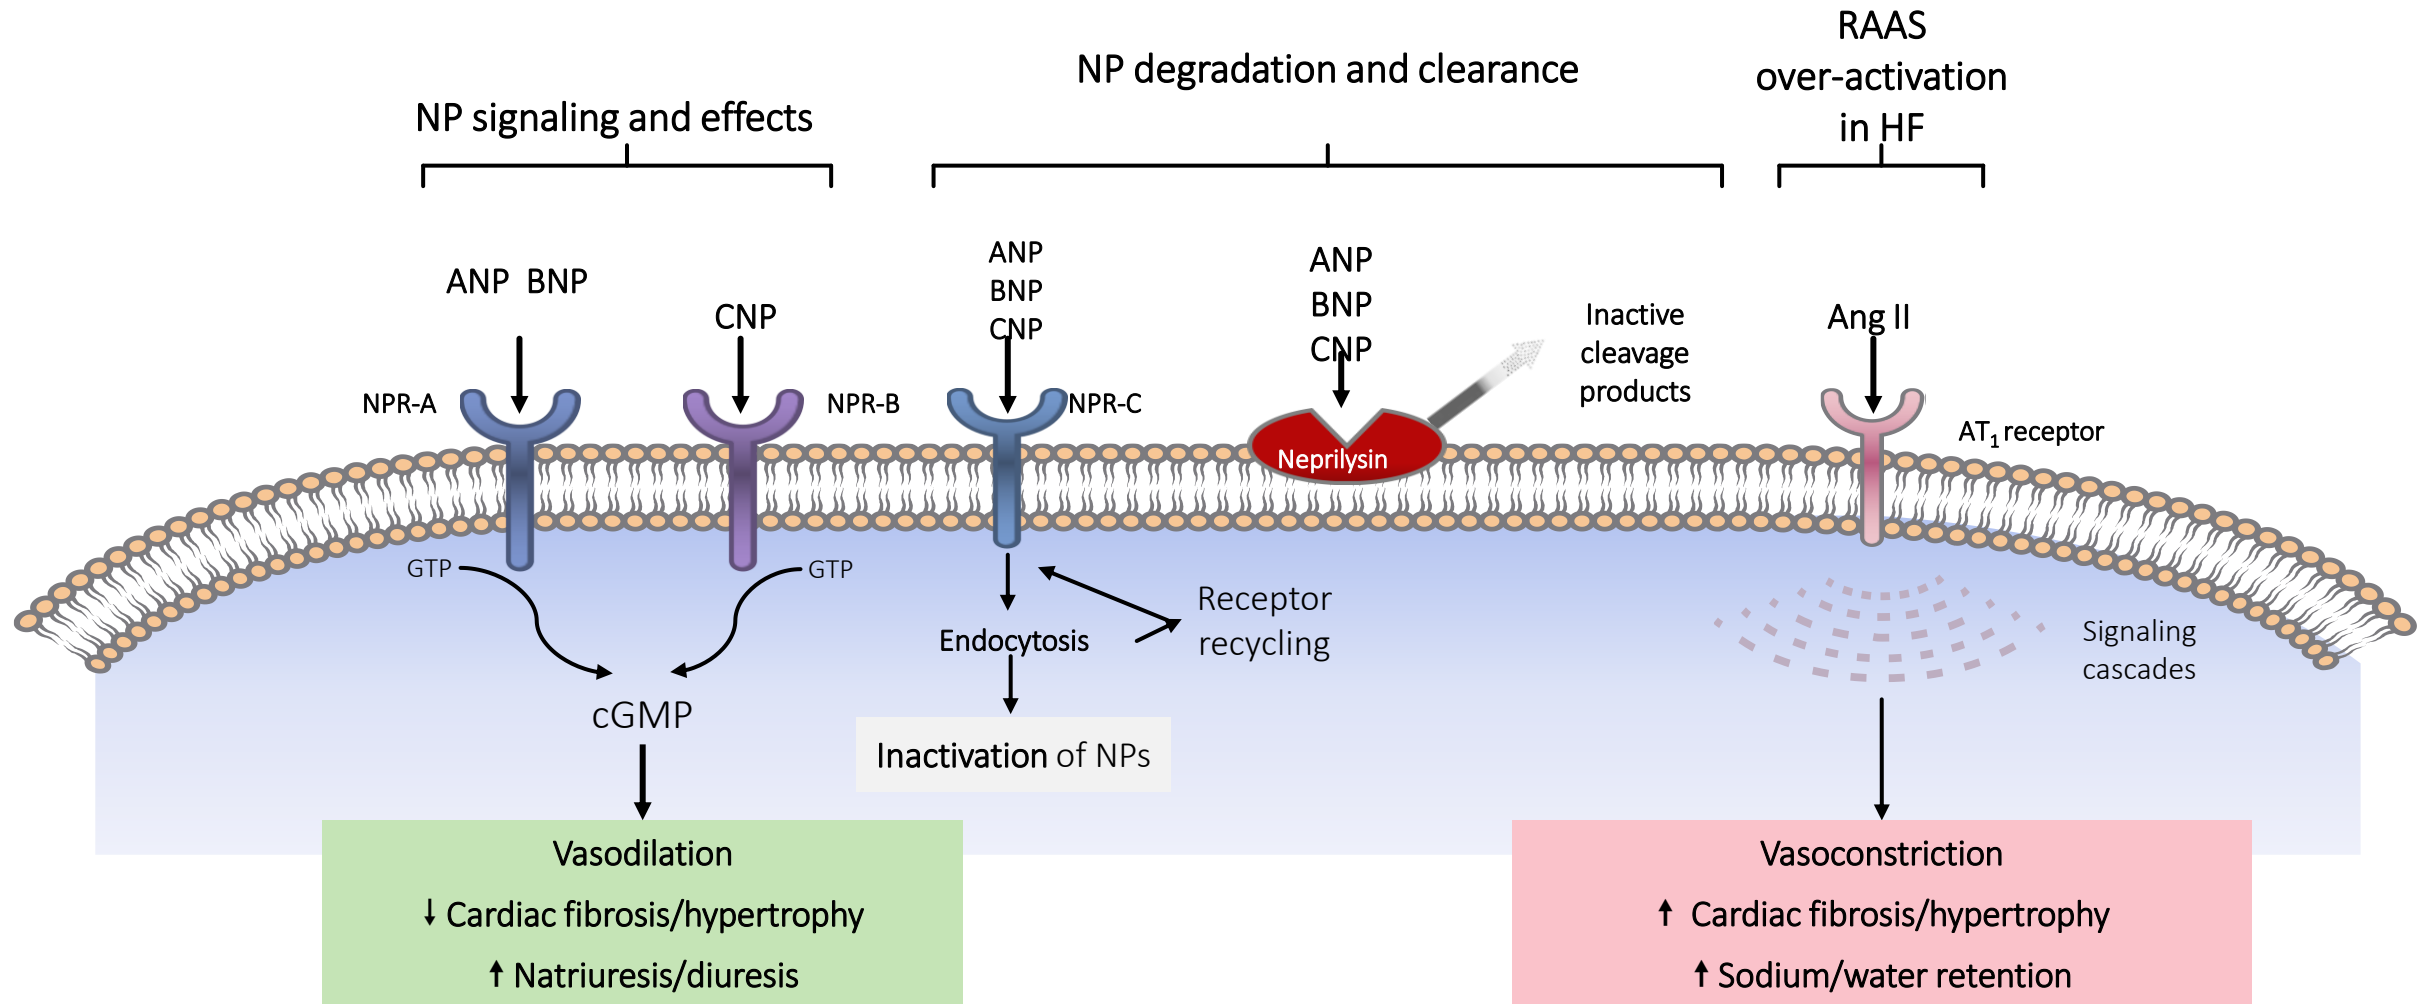 NP signaling and effects
NP degradation and clearance
RAAS
over-activation
in HF
ANP BNP
CNP
ANP
BNP
CNP
ANP
BNP
CNP
Inactive
cleavage
products
Ang II
NPR-A
NPR-B
NPR-C
Neprilysin
AT1 receptor
GTP
GTP
cGMP
Endocytosis
Receptor
recycling
Inactivation of NPs
Signaling
cascades
Vasodilation
↓ Cardiac fibrosis/hypertrophy
↑ Natriuresis/diuresis
Vasoconstriction
↑ Cardiac fibrosis/hypertrophy
↑ Sodium/water retention